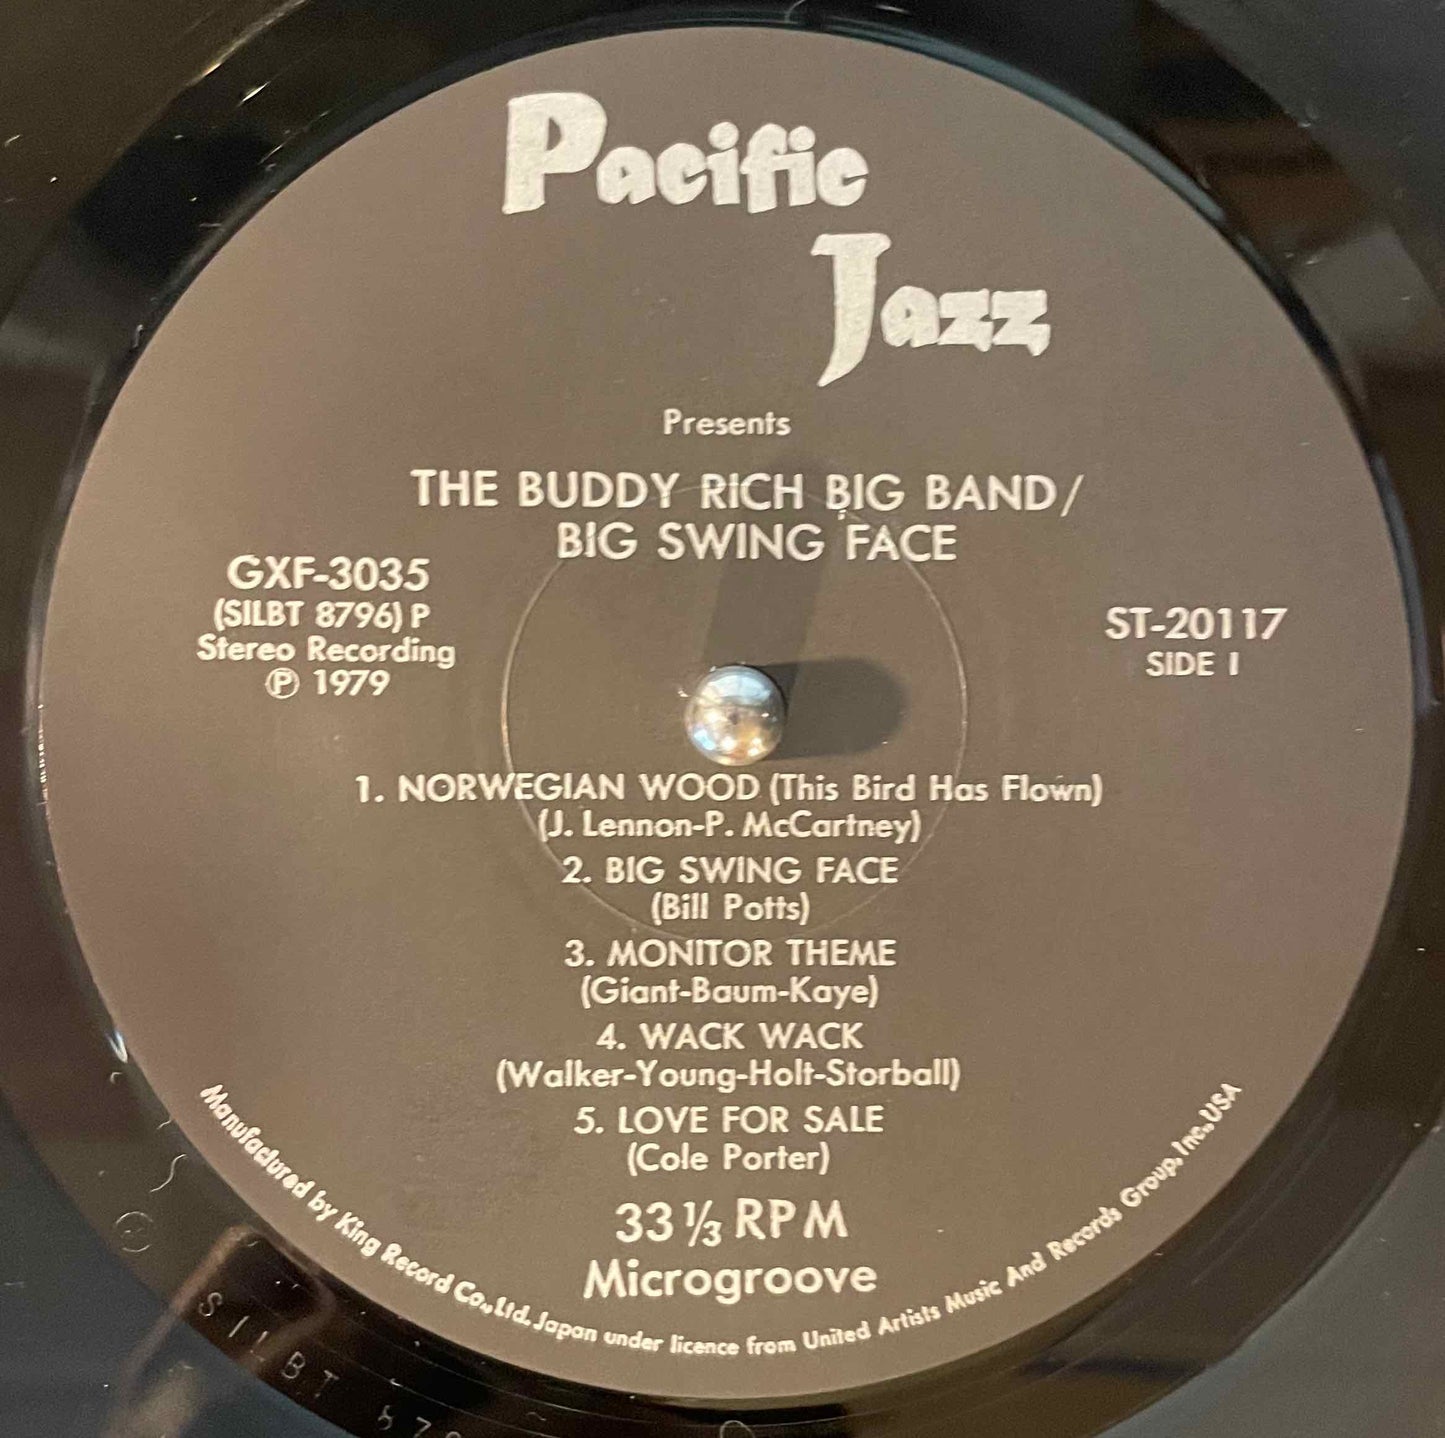 Pacific
Jazz
Presents
THE BUDDY RICH BIG BAND/
BIG SWING FACE
GXF-3035
(SILBT 8796) P
Stereo Recording
Ⓟ 1979
ST-20117
SIDE 1
1. NORWEGIAN WOOD (This Bird Has Flown)
(J. Lennon-P. McCartney)
2. BIG SWING FACE
(Bill Potts)
3. MONITOR THEME
(Giant-Baum-Kaye)
4. WACK WACK
(Walker-Young-Holt-Storball)
5. LOVE FOR SALE
(Cole Porter)
33 1/3 RPM
Microgroove
Manufactured by King Record Co., Ltd. Japan under licence from United Artists Music And Records Group, Inc., USA
SILBT